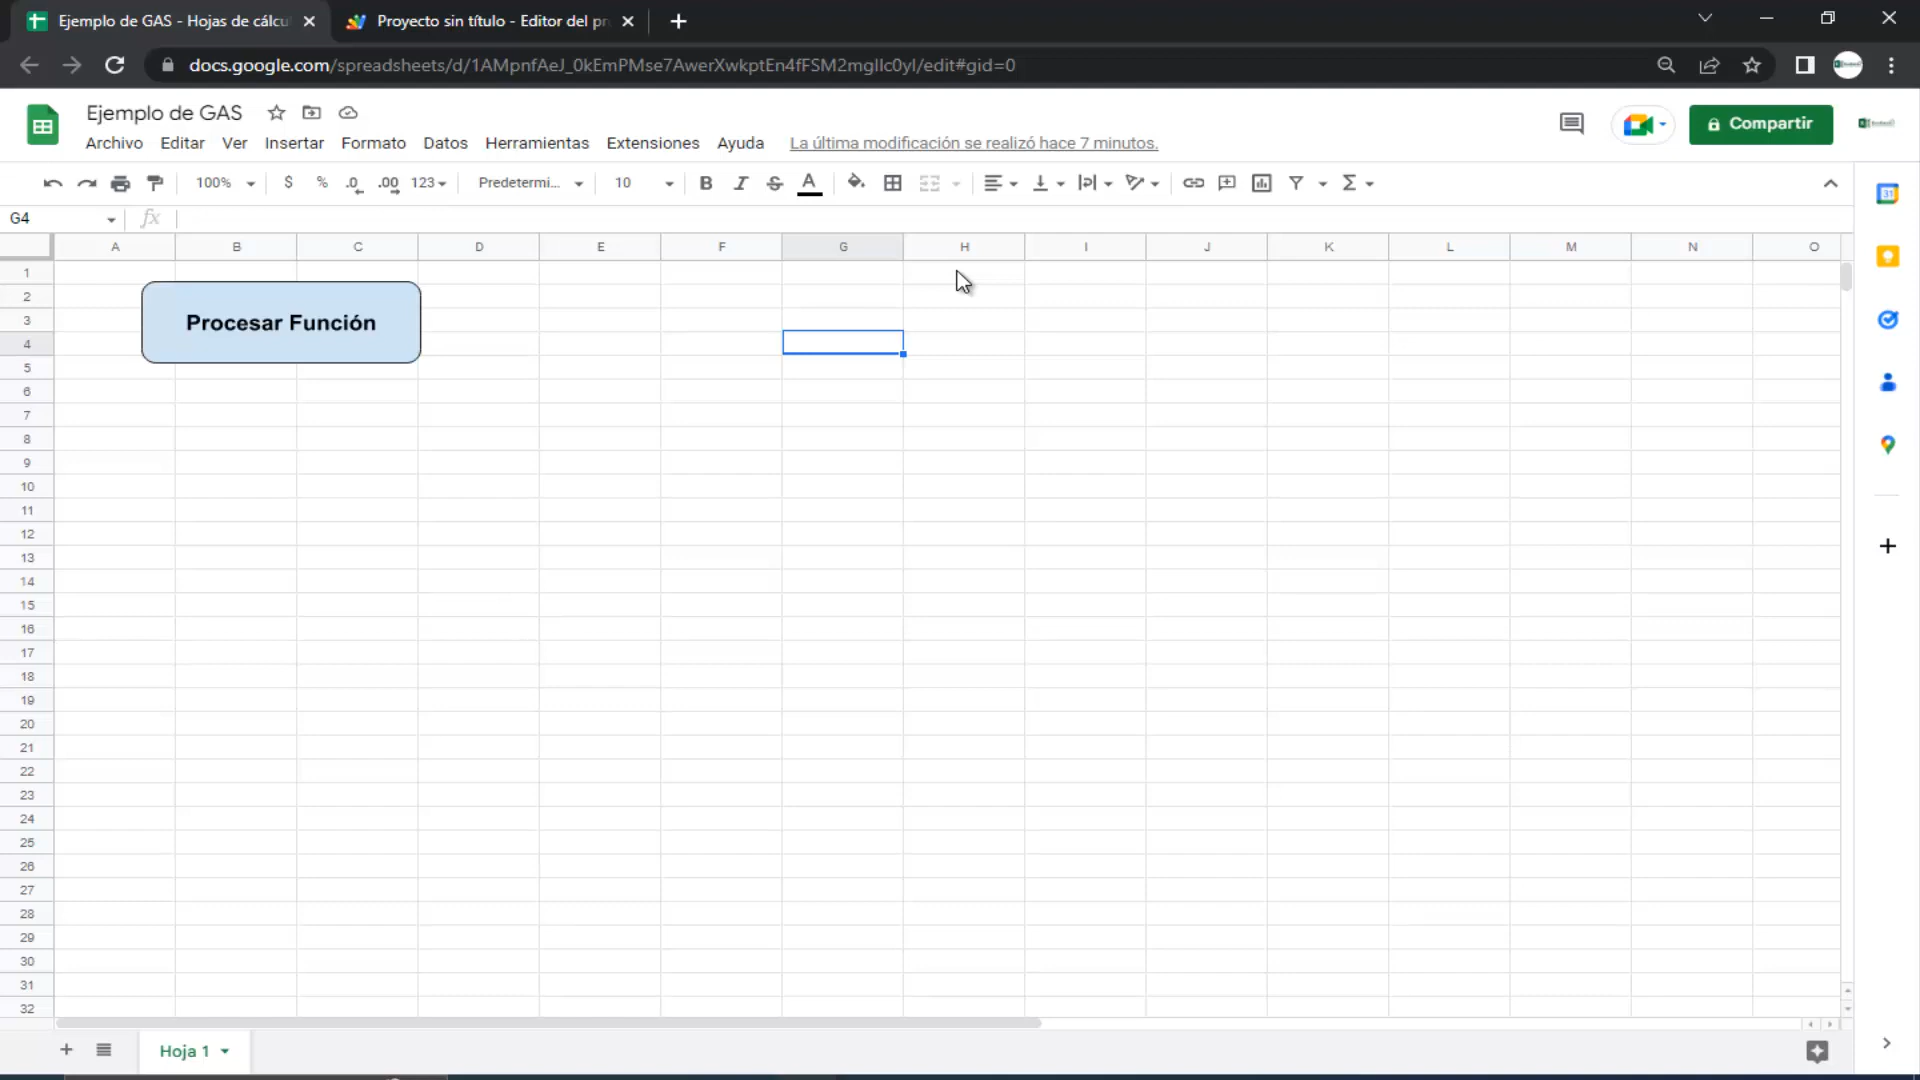 Ejemplo de GAS - Hojas de cálcu
Proyecto sin título - Editor del pr
docs.google.com/spreadsheets/d/1AMpnfAeJ_0kEmPMse7AwerXwkptEn4fFSM2mgIlc0yI/edit#gid=0
Ejemplo de GAS
Archivo Editar Ver Insertar Formato Datos Herramientas Extensiones Ayuda La última modificación se realizó hace 7 minutos.
Compartir
100% $ % .0 .00 123 Predetermi... 10 B I S A
G4 fx
A B C D E F G H I J K L M N O
1
2
3
Procesar Función
4
5
6
7
8
9
10
11
12
13
14
15
16
17
18
19
20
21
22
23
24
25
26
27
28
29
30
31
32
Hoja 1